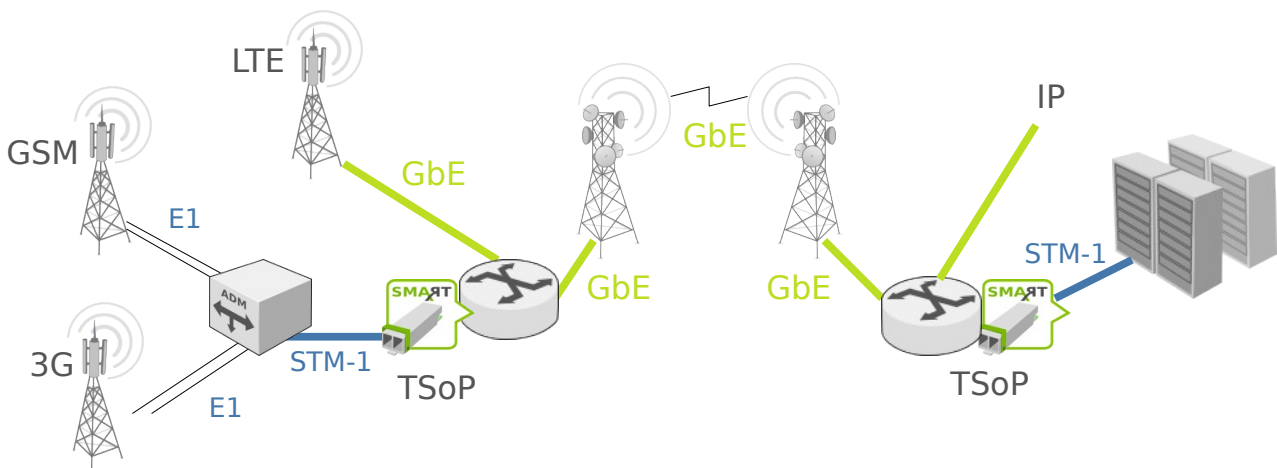 LTE
GSM
GbE
E1
ADM
3G
E1
STM-1
SMART
TSoP
GbE
GbE
GbE
IP
STM-1
SMART
TSoP